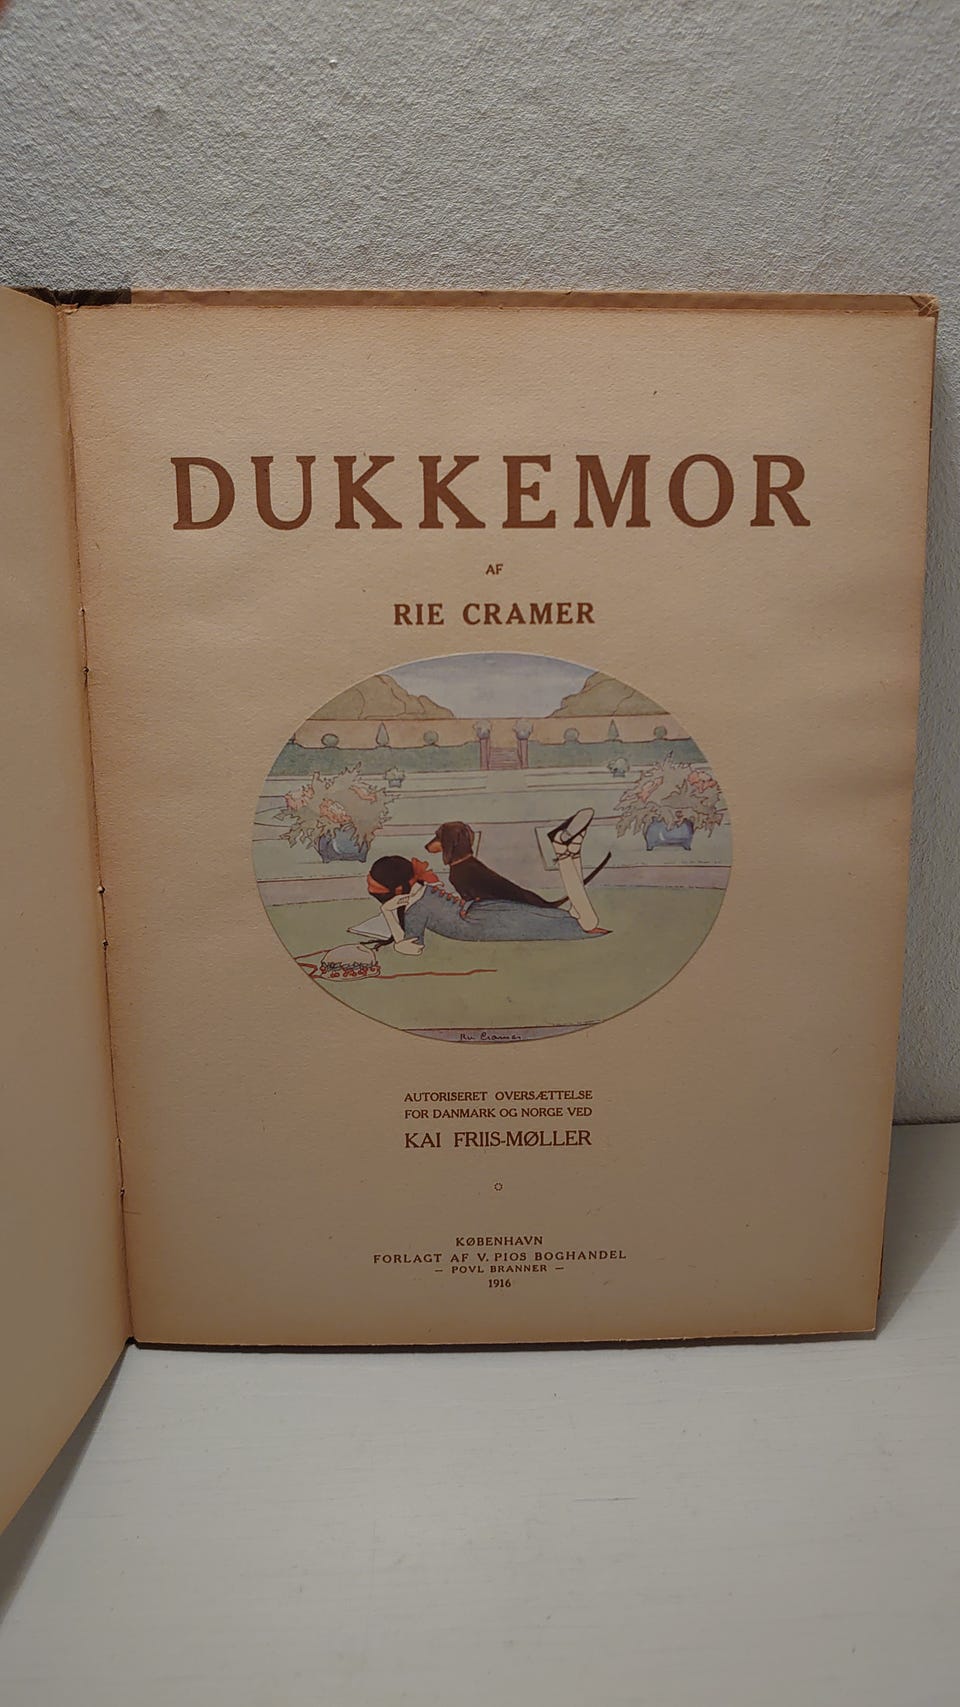 DUKKEMOR
AF
RIE CRAMER
Rie Cramer
AUTORISERET OVERSÆTTELSE
FOR DANMARK OG NORGE VED
KAI FRIIS-MØLLER
KØBENHAVN
FORLAGT AF V. PIOS BOGHANDEL
— POVL BRANNER —
1916